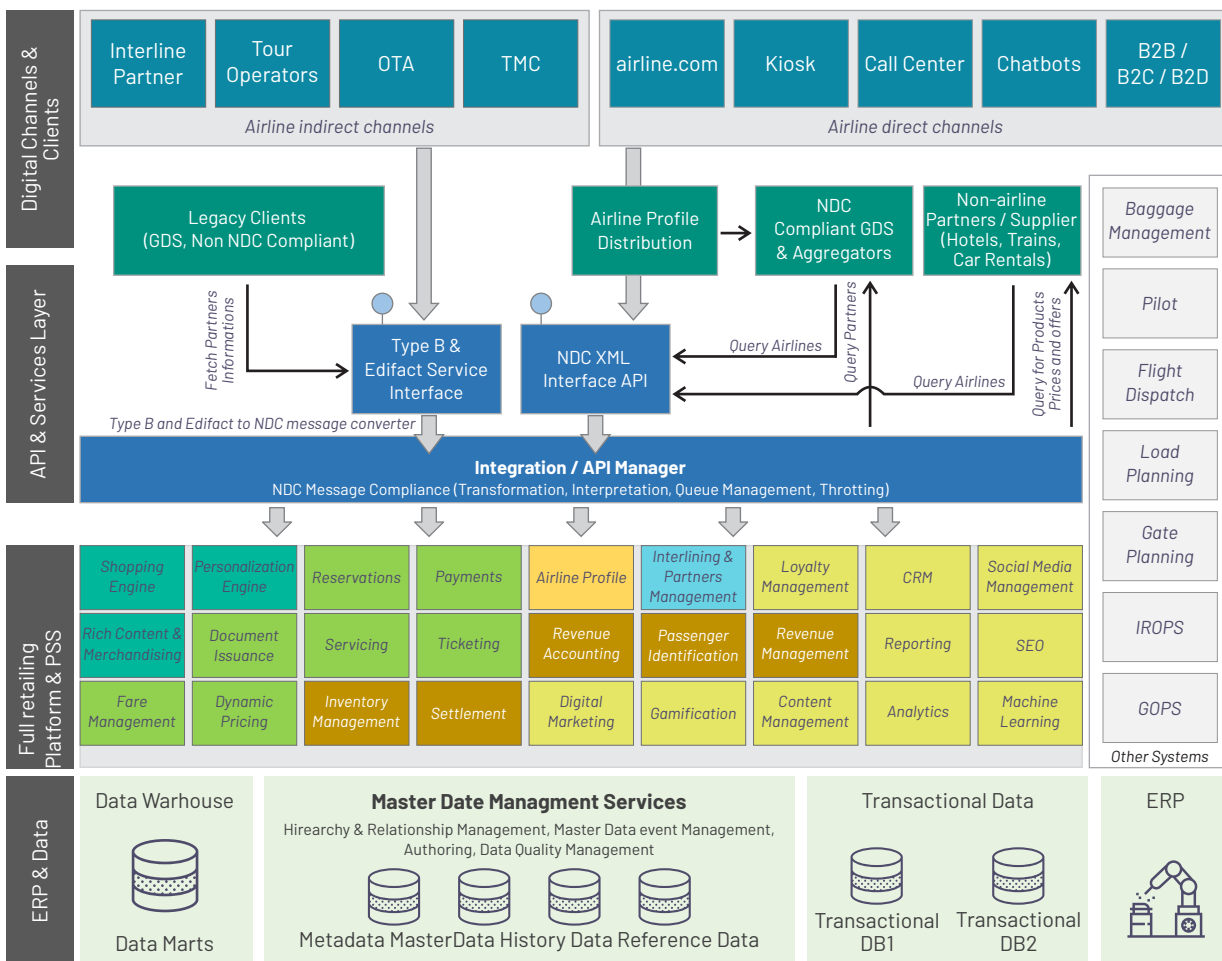 Digital Channels &
Clients
Interline
Partner
Tour
Operators
OTA
TMC
Airline indirect channels
airline.com
Kiosk
Call Center
Chatbots
B2B /
B2C / B2D
Airline direct channels
Legacy Clients
(GDS, Non NDC Compliant)
Airline Profile
Distribution
NDC
Compliant GDS
& Aggregators
Non-airline
Partners / Supplier
(Hotels, Trains,
Car Rentals)
API & Services Layer
Fetch Partners
Informations
Type B &
Edifact Service
Interface
NDC XML
Interface API
Query Airlines
Query Partners
Query Airlines
Query for Products
Prices and offers
Type B and Edifact to NDC message converter
Integration / API Manager
NDC Message Compliance (Transformation, Interpretation, Queue Management, Throtting)
Baggage
Management
Pilot
Flight
Dispatch
Load
Planning
Gate
Planning
IROPS
GOPS
Other Systems
Full retailing
Platform & PSS
Shopping
Engine
Personalization
Engine
Reservations
Payments
Airline Profile
Interlining &
Partners
Management
Loyalty
Management
CRM
Social Media
Management
Rich Content &
Merchandising
Document
Issuance
Servicing
Ticketing
Revenue
Accounting
Passenger
Identification
Revenue
Management
Reporting
SEO
Fare
Management
Dynamic
Pricing
Inventory
Management
Settlement
Digital
Marketing
Gamification
Content
Management
Analytics
Machine
Learning
ERP & Data
Data Warhouse
Data Marts
Master Date Managment Services
Hirearchy & Relationship Management, Master Data event Management,
Authoring, Data Quality Management
Metadata MasterData History Data Reference Data
Transactional Data
Transactional
DB1
Transactional
DB2
ERP